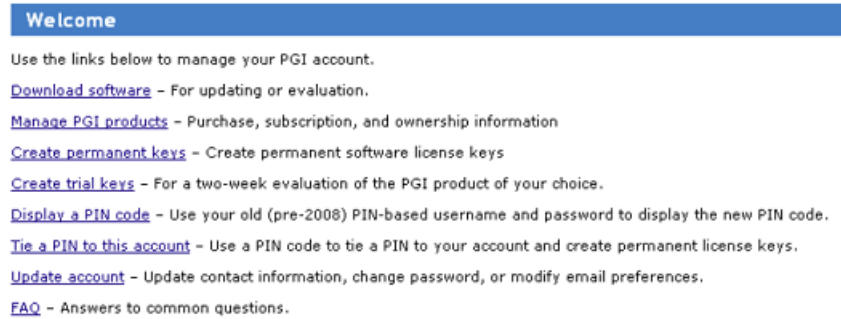 Welcome
Use the links below to manage your PGI account.
Download software – For updating or evaluation.
Manage PGI products – Purchase, subscription, and ownership information
Create permanent keys – Create permanent software license keys
Create trial keys – For a two-week evaluation of the PGI product of your choice.
Display a PIN code – Use your old (pre-2008) PIN-based username and password to display the new PIN code.
Tie a PIN to this account – Use a PIN code to tie a PIN to your account and create permanent license keys.
Update account – Update contact information, change password, or modify email preferences.
FAQ – Answers to common questions.